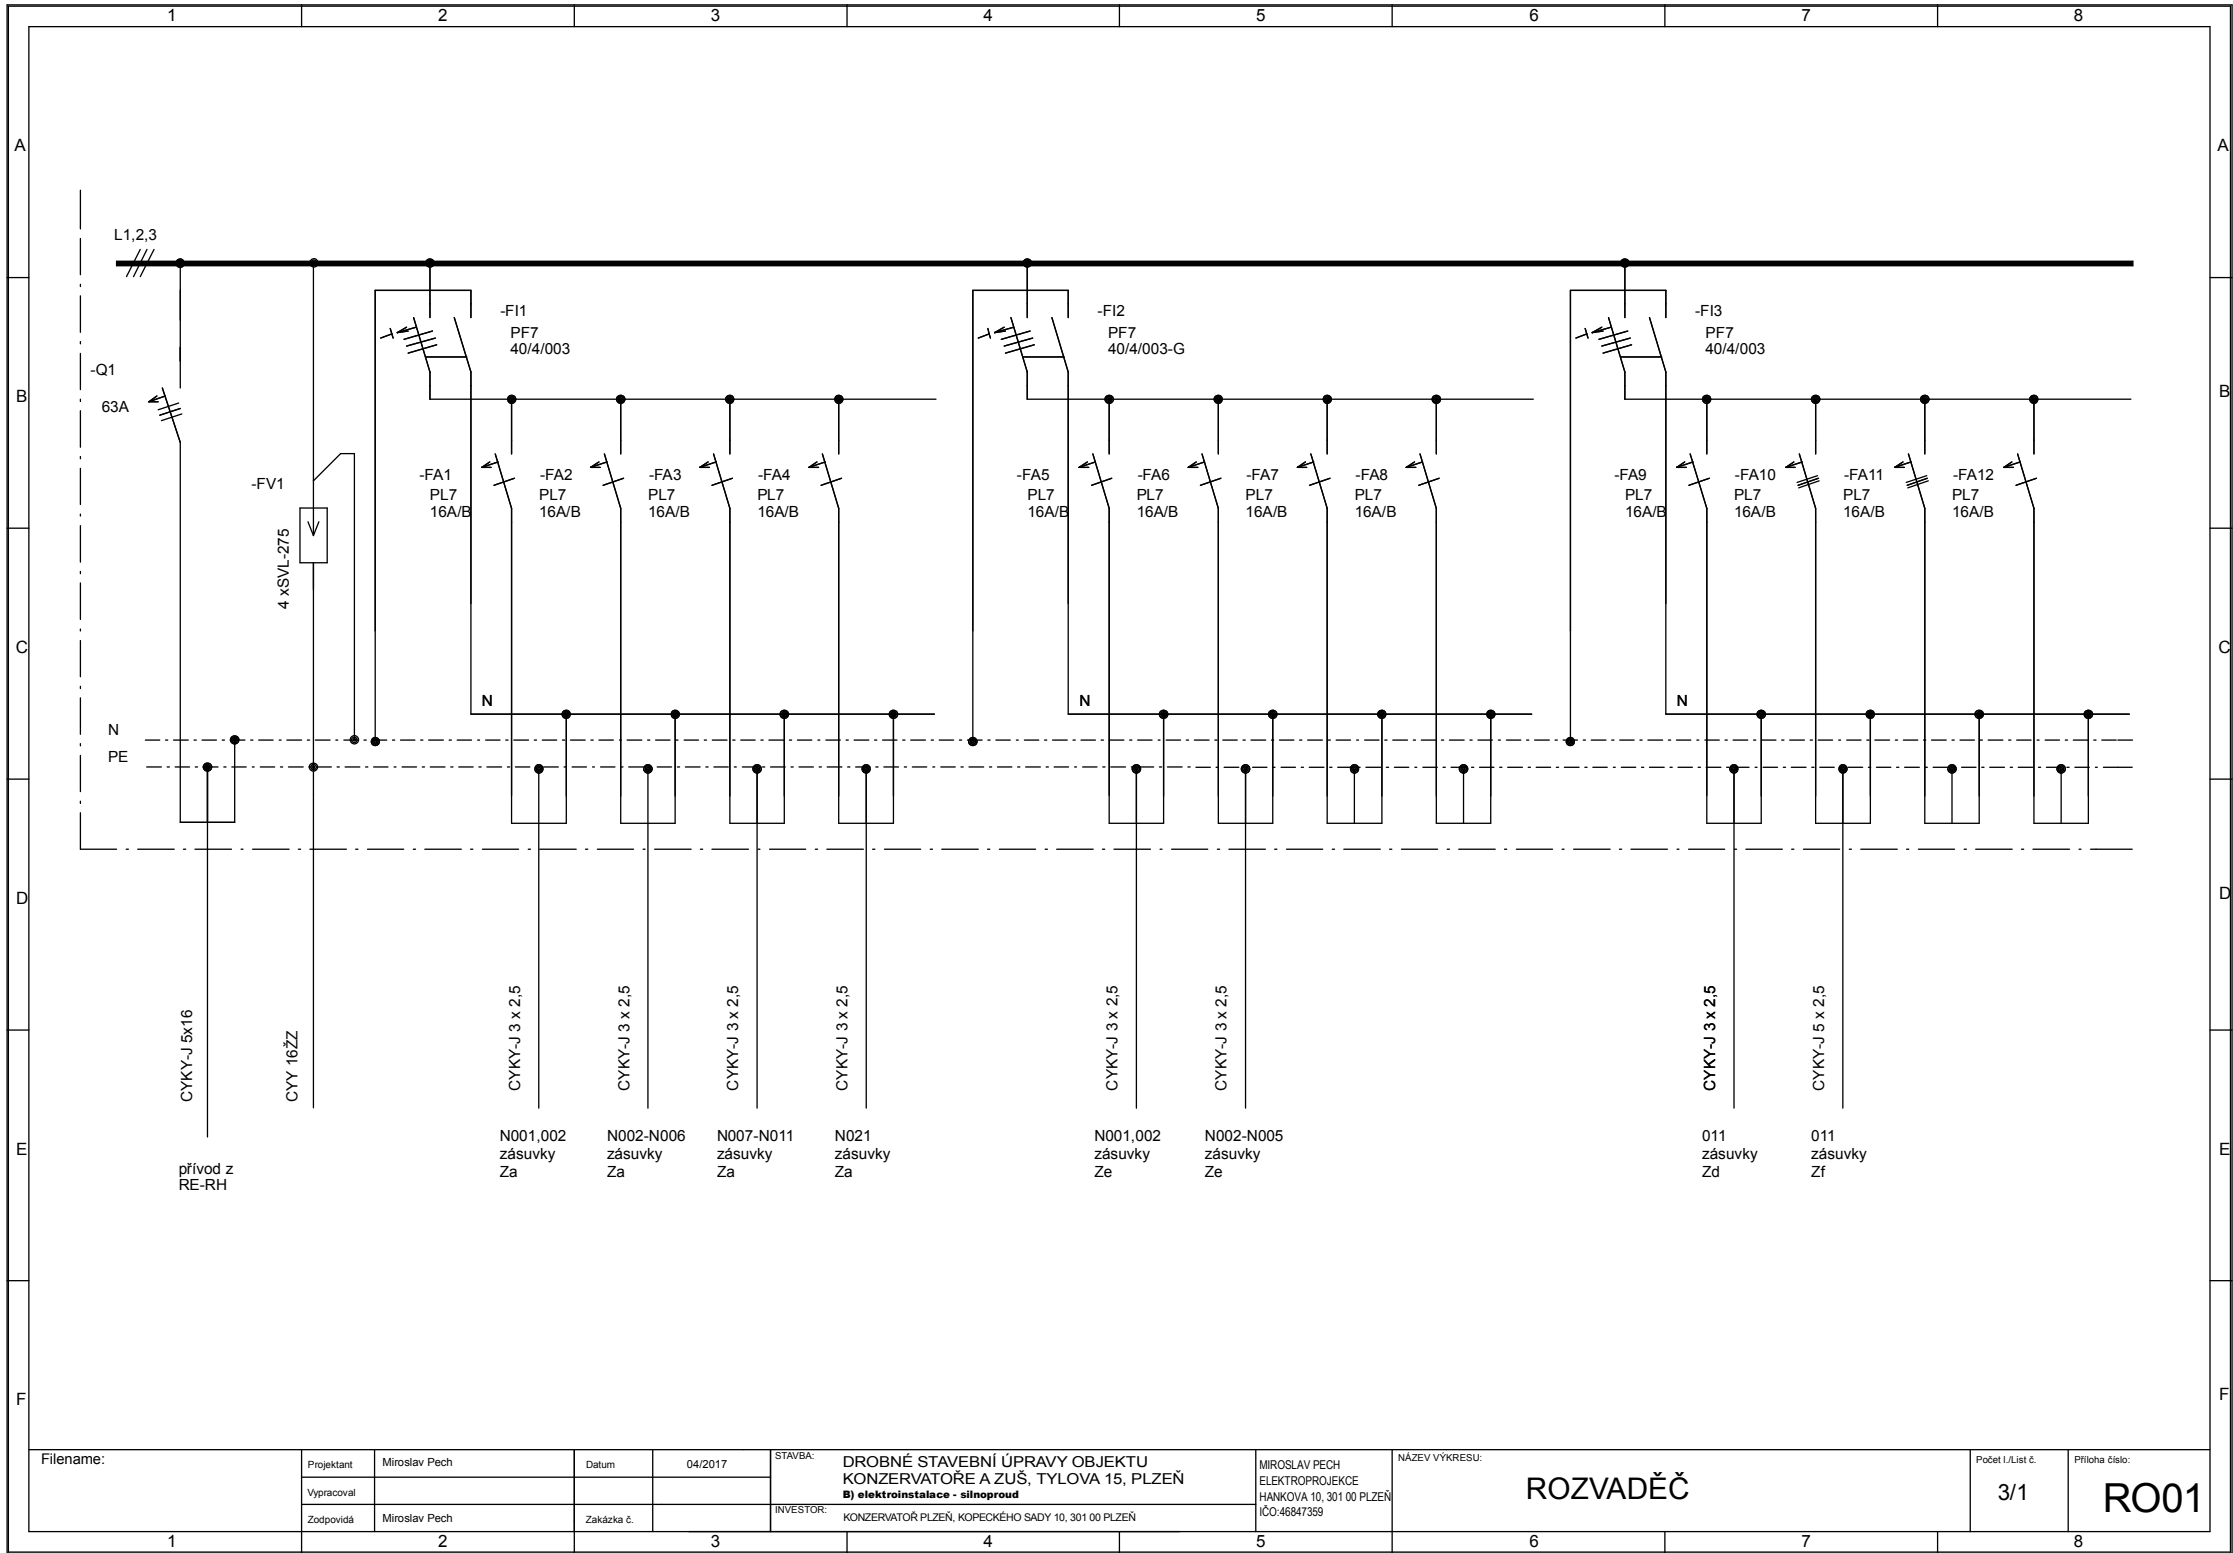 1 2 3 4 5 6 7 8
A A
L1,2,3
-FI1
PF7
40/4/003
-FI2
PF7
40/4/003-G
-FI3
PF7
40/4/003
-Q1
63A
B B
-FV1
4 xSVL-275
-FA1
PL7
16A/B
-FA2
PL7
16A/B
-FA3
PL7
16A/B
-FA4
PL7
16A/B
-FA5
PL7
16A/B
-FA6
PL7
16A/B
-FA7
PL7
16A/B
-FA8
PL7
16A/B
-FA9
PL7
16A/B
-FA10
PL7
16A/B
-FA11
PL7
16A/B
-FA12
PL7
16A/B
C C
N N N
N
PE
D D
CYKY-J 5x16
CYY 16ŽZ
CYKY-J 3 x 2,5
CYKY-J 3 x 2,5
CYKY-J 3 x 2,5
CYKY-J 3 x 2,5
CYKY-J 3 x 2,5
CYKY-J 3 x 2,5
CYKY-J 3 x 2,5
CYKY-J 5 x 2,5
E E
přívod z
RE-RH
N001,002
zásuvky
Za
N002-N006
zásuvky
Za
N007-N011
zásuvky
Za
N021
zásuvky
Za
N001,002
zásuvky
Ze
N002-N005
zásuvky
Ze
011
zásuvky
Zd
011
zásuvky
Zf
F F
Filename:
Projektant Miroslav Pech
Vypracoval
Zodpovídá Miroslav Pech
Datum 04/2017
Zakázka č.
STAVBA: DROBNÉ STAVEBNÍ ÚPRAVY OBJEKTU
KONZERVATOŘE A ZUŠ, TYLOVA 15, PLZEŇ
B) elektroinstalace - silnoproud
INVESTOR: KONZERVATOŘ PLZEŇ, KOPECKÉHO SADY 10, 301 00 PLZEŇ
MIROSLAV PECH
ELEKTROPROJEKCE
HANKOVA 10, 301 00 PLZEŇ
IČO:46847359
NÁZEV VÝKRESU:
ROZVADĚČ
Počet l./List č.
3/1
Příloha číslo:
RO01
1 2 3 4 5 6 7 8